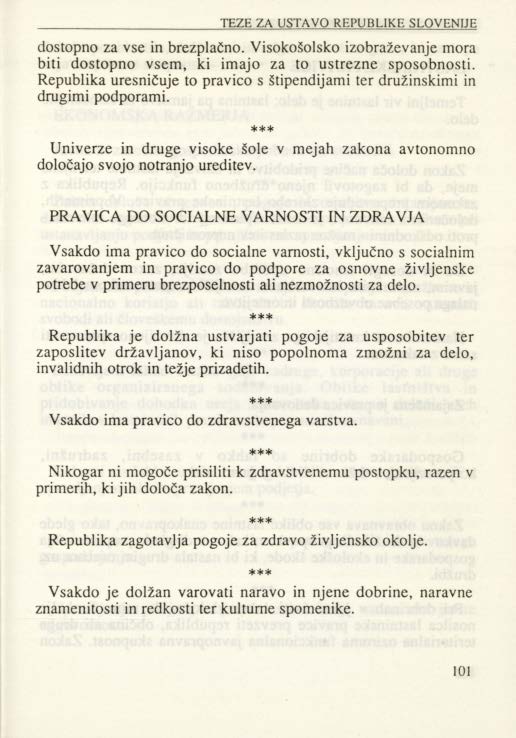 TEZE ZA USTAVO REPUBLIKE SLOVENIJE
dostopno za vse in brezplačno. Visokošolsko izobraževanje mora
biti dostopno vsem, ki imajo za to ustrezne sposobnosti.
Republika uresničuje to pravico s štipendijami ter družinskimi in
drugimi podporami.
***
Univerze in druge visoke šole v mejah zakona avtonomno
določajo svojo notranjo ureditev.
PRAVICA DO SOCIALNE VARNOSTI IN ZDRAVJA
Vsakdo ima pravico do socialne varnosti, vključno s socialnim
zavarovanjem in pravico do podpore za osnovne življenjske
potrebe v primeru brezposelnosti ali nezmožnosti za delo.
***
Republika je dolžna ustvarjati pogoje za usposobitev ter
zaposlitev državljanov, ki niso popolnoma zmožni za delo,
invalidnih otrok in težje prizadetih.
***
Vsakdo ima pravico do zdravstvenega varstva.
***
Nikogar ni mogoče prisiliti k zdravstvenemu postopku, razen v
primerih, ki jih določa zakon.
***
Republika zagotavlja pogoje za zdravo življensko okolje.
***
Vsakdo je dolžan varovati naravo in njene dobrine, naravne
znamenitosti in redkosti ter kulturne spomenike.
101